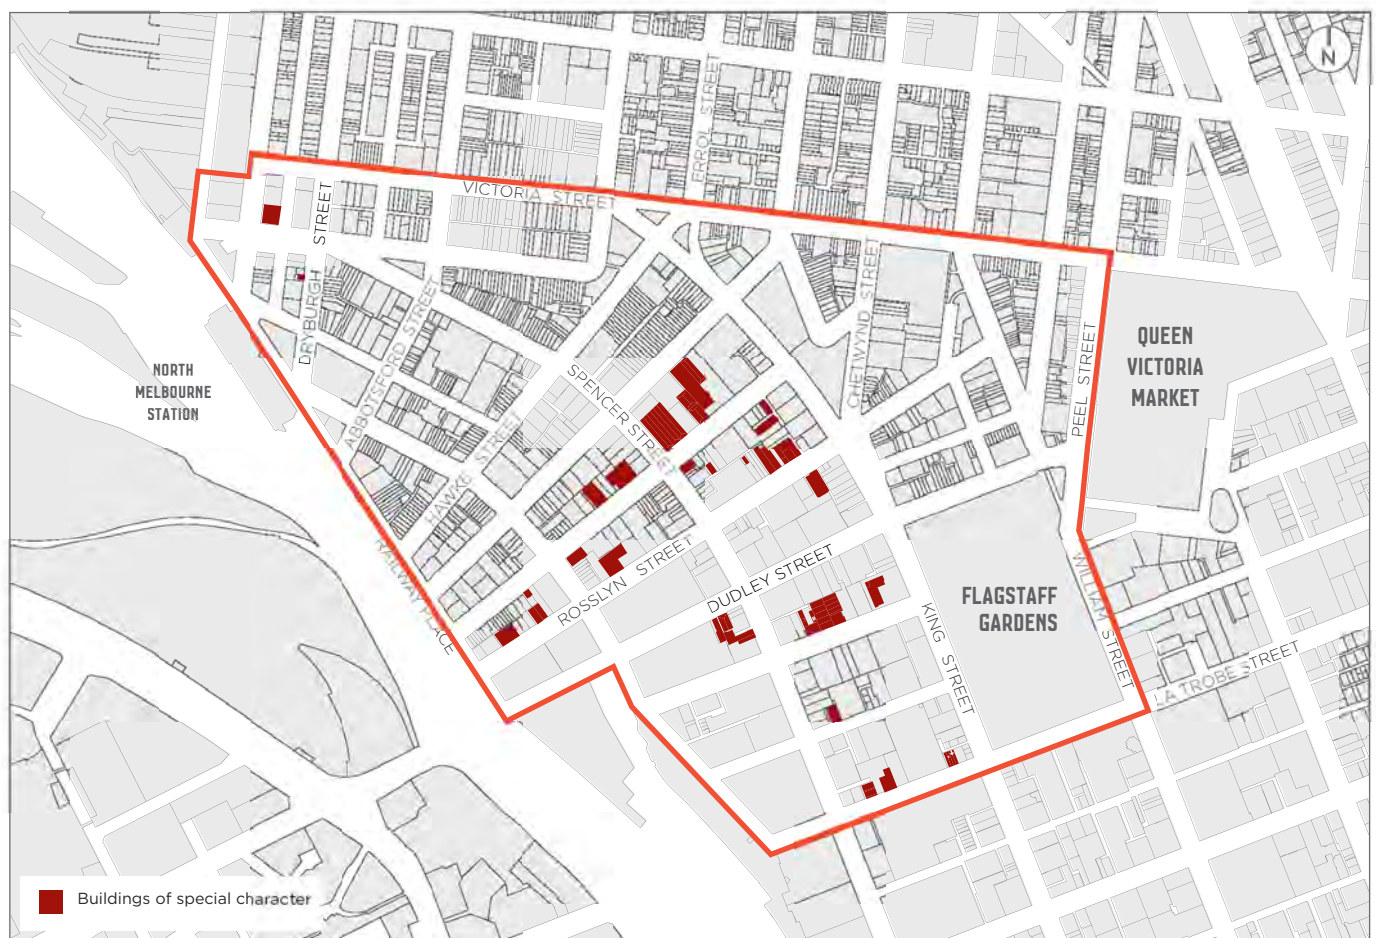 N
ERROL STREET
VICTORIA STREET
DRYBURGH STREET
ABBOTSFORD STREET
HAWKE STREET
SPENCER STREET
CHETWYND STREET
PEEL STREET
QUEEN
VICTORIA
MARKET
NORTH
MELBOURNE
STATION
RAILWAY PLACE
ROSSLYN STREET
DUDLEY STREET
KING STREET
FLAGSTAFF
GARDENS
WILLIAM STREET
LA TROBE STREET
Buildings of special character